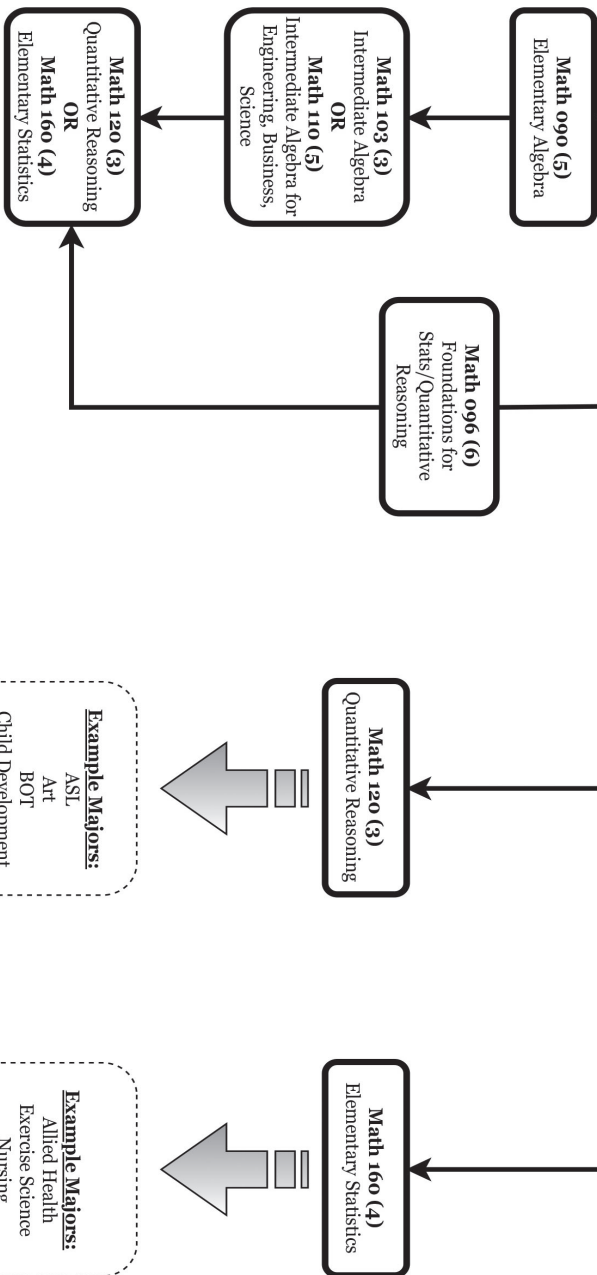 Math 090 (5)
Elementary Algebra
Math 103 (3)
Intermediate Algebra
OR
Math 110 (5)
Intermediate Algebra for
Engineering, Business,
Science
Math 120 (3)
Quantitative Reasoning
OR
Math 160 (4)
Elementary Statistics
Math 096 (6)
Foundations for
Stats/Quantitative
Reasoning
Math 120 (3)
Quantitative Reasoning
Example Majors:
ASL
Art
BOT
Child Development
Math 160 (4)
Elementary Statistics
Example Majors:
Allied Health
Exercise Science
Nursing